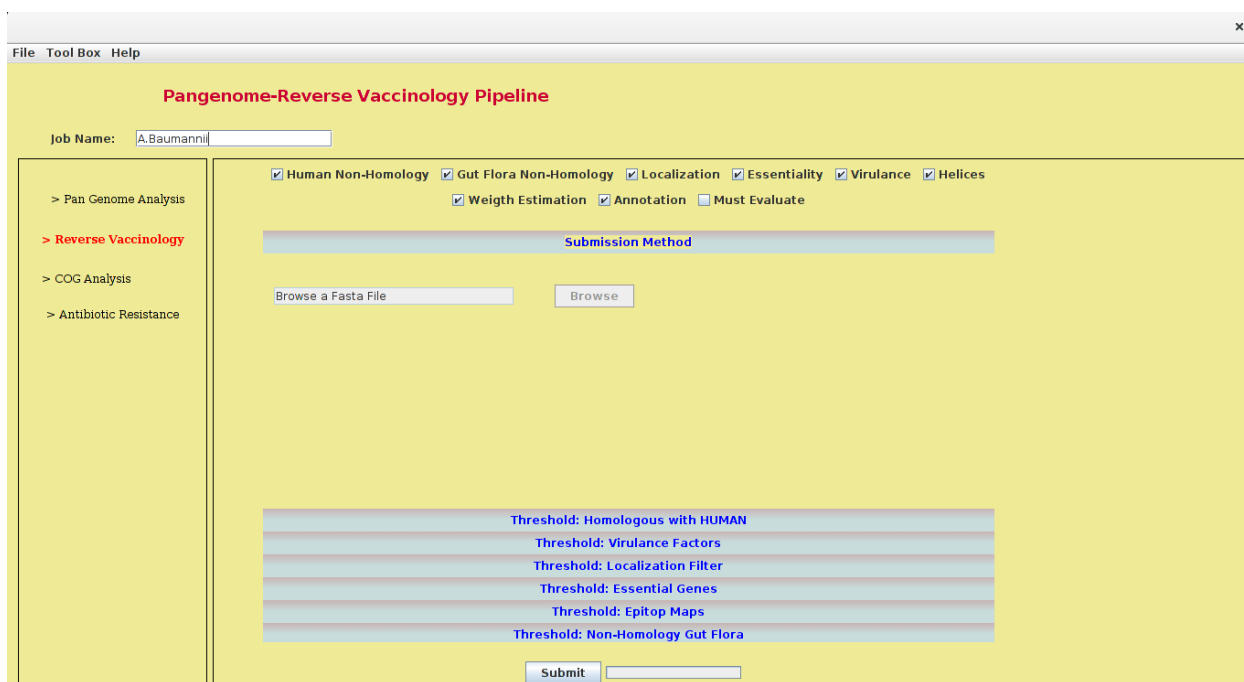 ×
File Tool Box Help
Pangenome-Reverse Vaccinology Pipeline
Job Name: A.Baumannii
> Pan Genome Analysis
> Reverse Vaccinology
> COG Analysis
> Antibiotic Resistance
Human Non-Homology Gut Flora Non-Homology Localization Essentiality Virulance Helices
Weigth Estimation Annotation Must Evaluate
Submission Method
Browse a Fasta File Browse
Threshold: Homologous with HUMAN
Threshold: Virulance Factors
Threshold: Localization Filter
Threshold: Essential Genes
Threshold: Epitop Maps
Threshold: Non-Homology Gut Flora
Submit